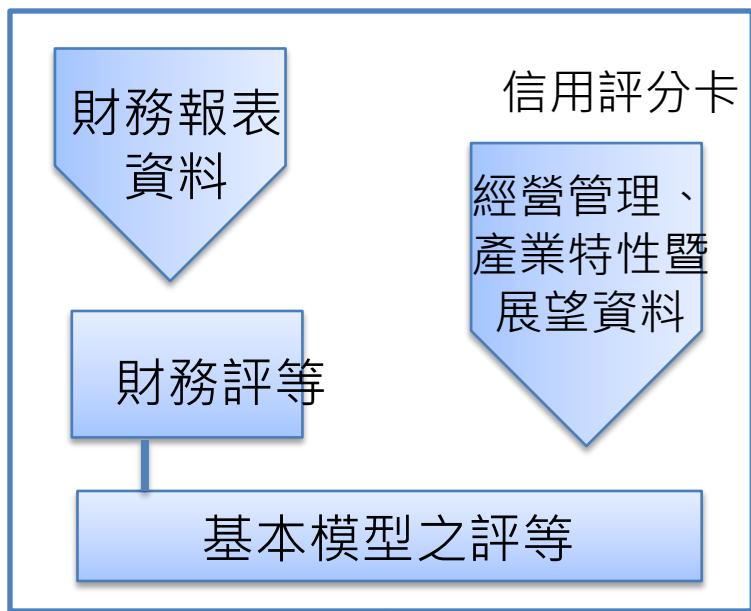 財務報表
資料
信用評分卡
經營管理、
產業特性暨
展望資料
財務評等
基本模型之評等